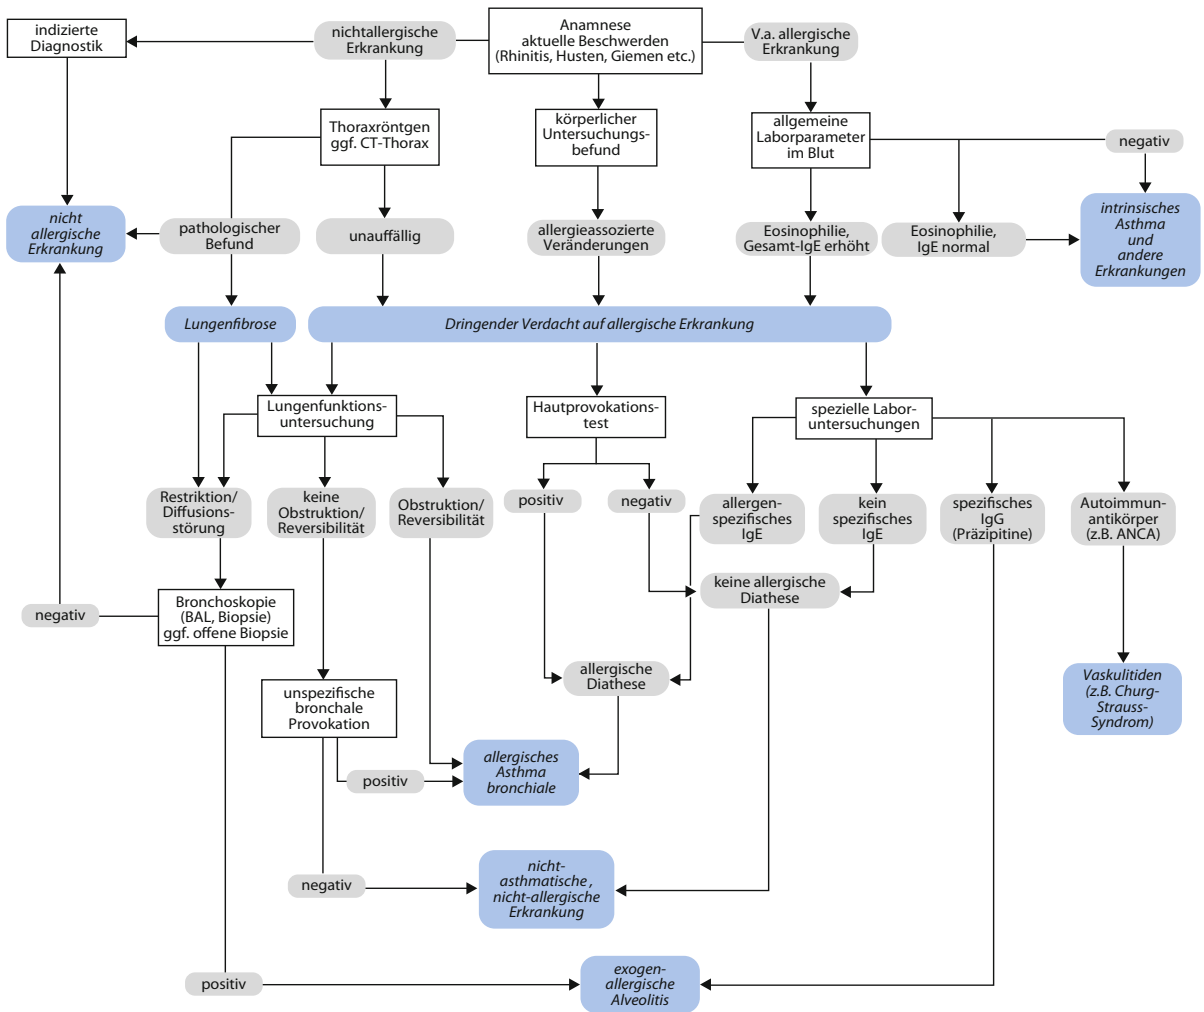 indizierte
Diagnostik
nichtallergische
Erkrankung
Anamnese
aktuelle Beschwerden
(Rhinitis, Husten, Giemen etc.)
V.a. allergische
Erkrankung
Thoraxröntgen
ggf. CT-Thorax
körperlicher
Untersuchungs-
befund
allgemeine
Laborparameter
im Blut
negativ
nicht
allergische
Erkrankung
pathologischer
Befund
unauffällig
allergieassozierte
Veränderungen
Eosinophilie,
Gesamt-IgE erhöht
Eosinophilie,
IgE normal
intrinsisches
Asthma
und
andere
Erkrankungen
Lungenfibrose
Dringender Verdacht auf allergische Erkrankung
Lungenfunktions-
untersuchung
Hautprovokations-
test
spezielle Labor-
untersuchungen
Restriktion/
Diffusions-
störung
keine
Obstruktion/
Reversibilität
Obstruktion/
Reversibilität
positiv
negativ
allergen-
spezifisches
IgE
kein
spezifisches
IgE
spezifisches
IgG
(Präzipitine)
Autoimmun-
antikörper
(z.B. ANCA)
negativ
Bronchoskopie
(BAL, Biopsie)
ggf. offene Biopsie
keine allergische
Diathese
unspezifische
bronchale
Provokation
allergische
Diathese
Vaskulitiden
(z.B. Churg-
Strauss-
Syndrom)
positiv
allergisches
Asthma
bronchiale
negativ
nicht-
asthmatische ,
nicht-allergische
Erkrankung
positiv
exogen-
allergische
Alveolitis